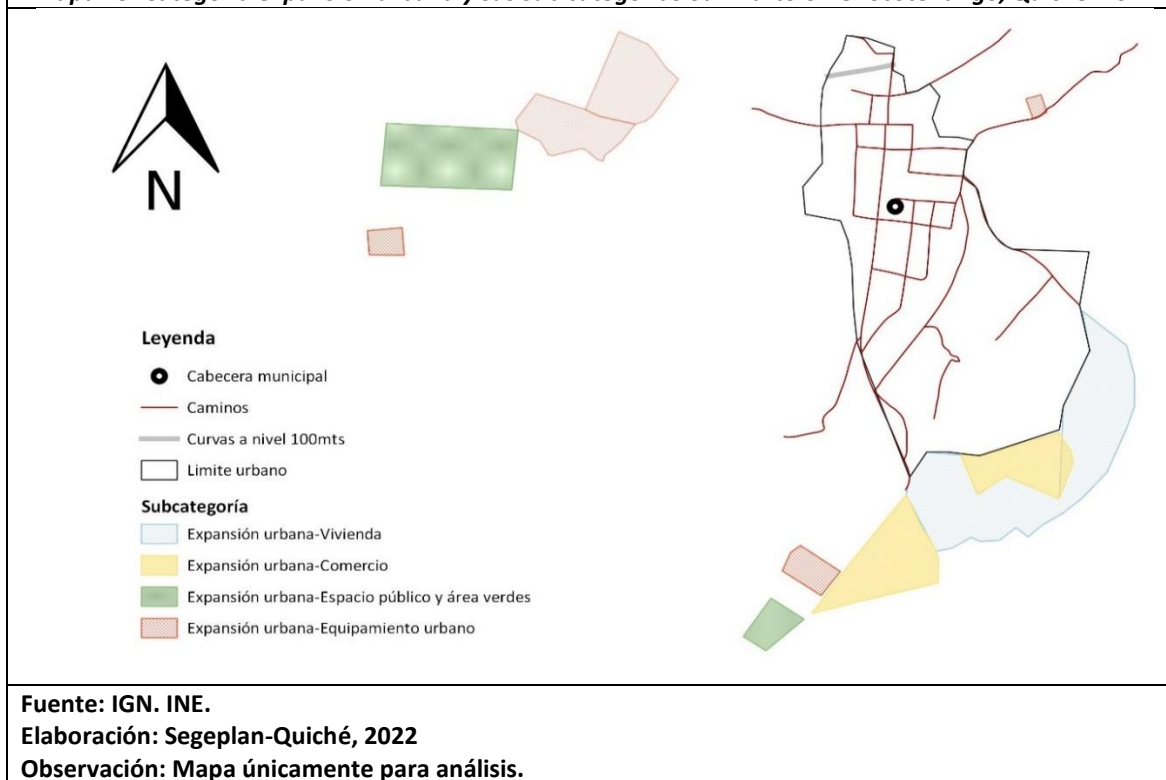 N
Leyenda
Cabecera municipal
Caminos
Curvas a nivel 100mts
Limite urbano
Subcategoría
Expansión urbana-Vivienda
Expansión urbana-Comercio
Expansión urbana-Espacio público y área verdes
Expansión urbana-Equipamiento urbano
Fuente: IGN. INE.
Elaboración: Segeplan-Quiché, 2022
Observación: Mapa únicamente para análisis.